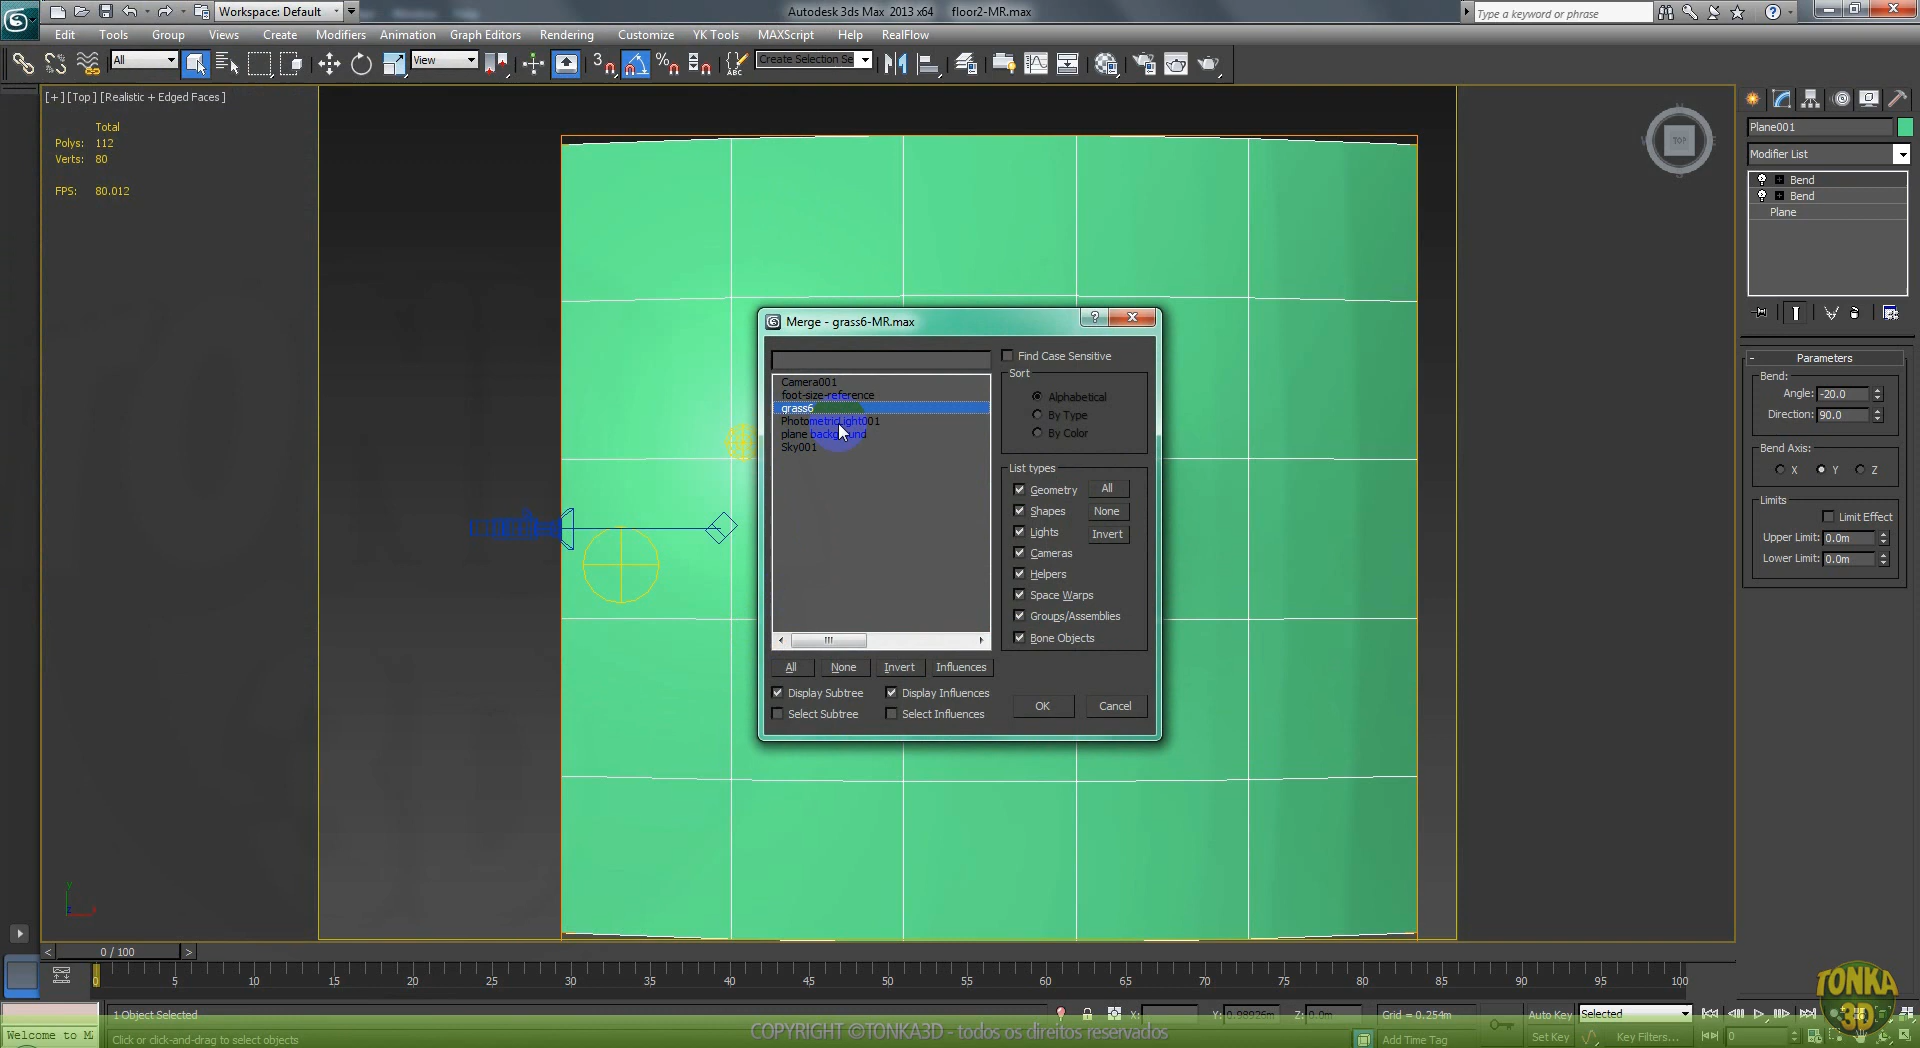 Workspace: Default
Autodesk 3ds Max 2013 x64 floor2-MR.max
Type a keyword or phrase
Edit Tools Group Views Create Modifiers Animation Graph Editors Rendering Customize YK Tools MAXScript Help RealFlow
All
View
3
%
ABC
Create Selection Se
[+] [Top] [Realistic + Edged Faces]
Total
Polys: 112
Verts: 80
FPS: 80.012
TOP
Plane001
Modifier List
Bend
Bend
Plane
Merge - grass6-MR.max
Find Case Sensitive
Camera001
foot-size-reference
grass6
PhotometricLight001
plane background
Sky001
Sort
Alphabetical
By Type
By Color
List types
Geometry All
Shapes None
Lights Invert
Cameras
Helpers
Space Warps
Groups/Assemblies
Bone Objects
All None Invert Influences
Display Subtree Display Influences
Select Subtree Select Influences
OK Cancel
Parameters
Bend:
Angle: -20.0
Direction: 90.0
Bend Axis:
X Y Z
Limits
Limit Effect
Upper Limit: 0.0m
Lower Limit: 0.0m
y
< 0 / 100 >
0 5 10 15 20 25 30 35 40 45 50 55 60 65 70 75 80 85 90 95 100
1 Object Selected
X: Y: 0.98926m Z: 0.0m Grid = 0.254m
Auto Key Selected
Welcome to M
Click or click-and-drag to select objects
COPYRIGHT ©TONKA3D - todos os direitos reservados
Add Time Tag
Set Key Key Filters... 0
TONKA
3D